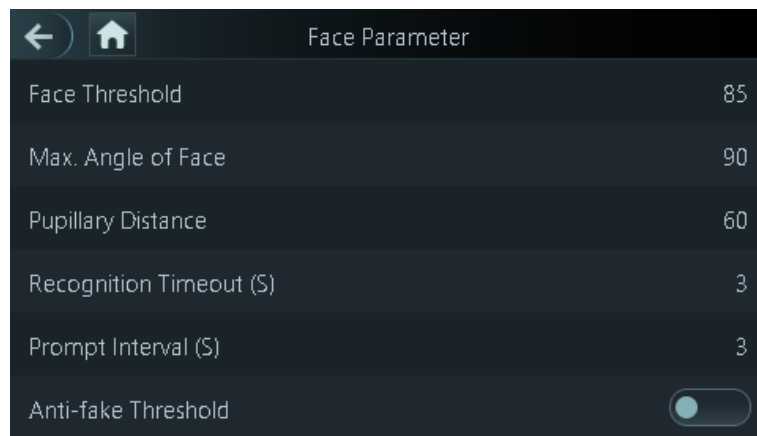 Face Parameter
Face Threshold 85
Max. Angle of Face 90
Pupillary Distance 60
Recognition Timeout (S) 3
Prompt Interval (S) 3
Anti-fake Threshold